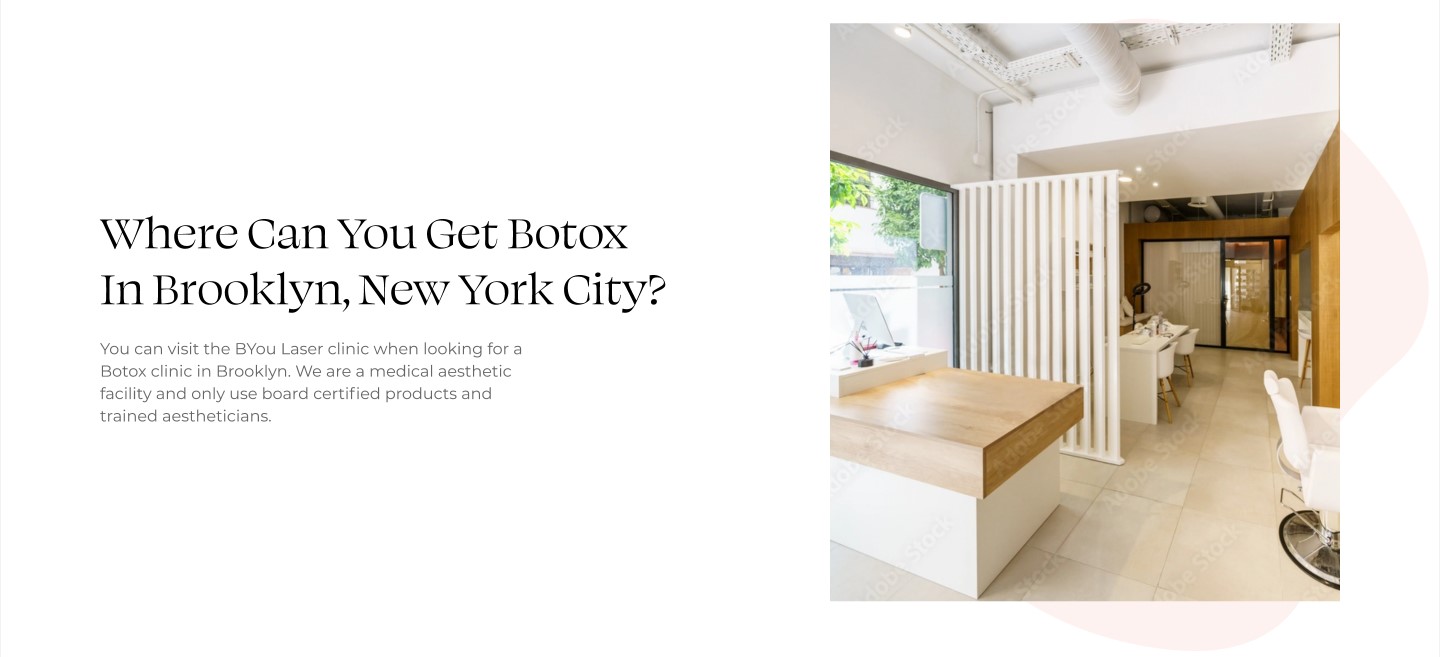 Where Can You Get Botox
In Brooklyn, New York City?
You can visit the BYou Laser clinic when looking for a
Botox clinic in Brooklyn. We are a medical aesthetic
facility and only use board certified products and
trained aestheticians.
Adobe Stock